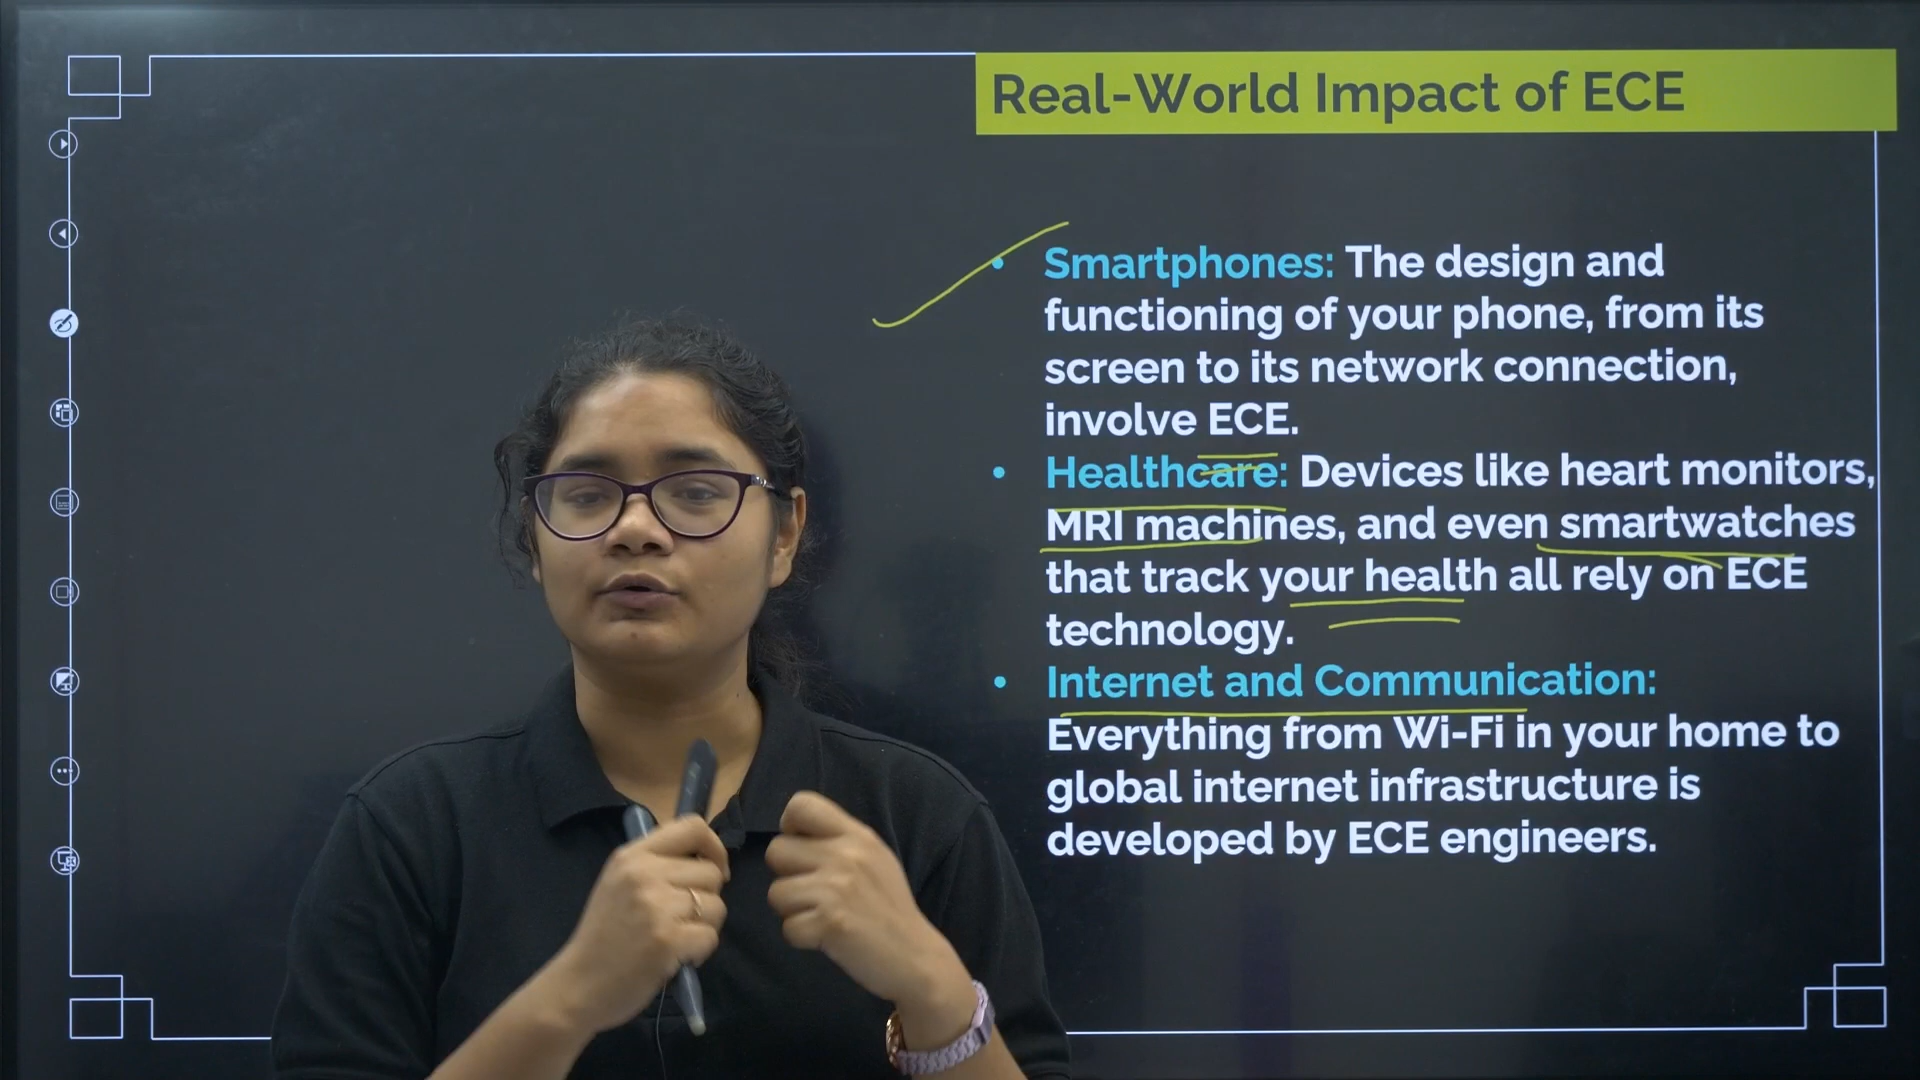 Real-World Impact of ECE
• Smartphones: The design and
functioning of your phone, from its
screen to its network connection,
involve ECE.
• Healthcare: Devices like heart monitors,
MRI machines, and even smartwatches
that track your health all rely on ECE
technology.
• Internet and Communication:
Everything from Wi-Fi in your home to
global internet infrastructure is
developed by ECE engineers.